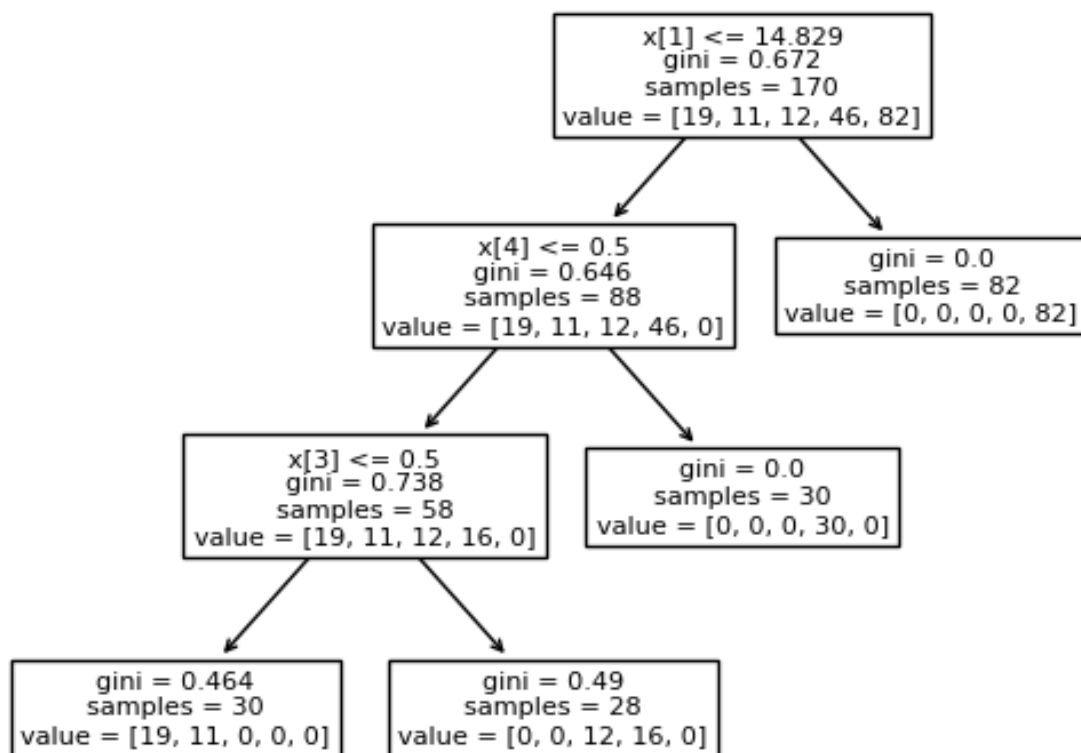 x[1] <= 14.829
gini = 0.672
samples = 170
value = [19, 11, 12, 46, 82]
x[4] <= 0.5
gini = 0.646
samples = 88
value = [19, 11, 12, 46, 0]
gini = 0.0
samples = 82
value = [0, 0, 0, 0, 82]
x[3] <= 0.5
gini = 0.738
samples = 58
value = [19, 11, 12, 16, 0]
gini = 0.0
samples = 30
value = [0, 0, 0, 30, 0]
gini = 0.464
samples = 30
value = [19, 11, 0, 0, 0]
gini = 0.49
samples = 28
value = [0, 0, 12, 16, 0]